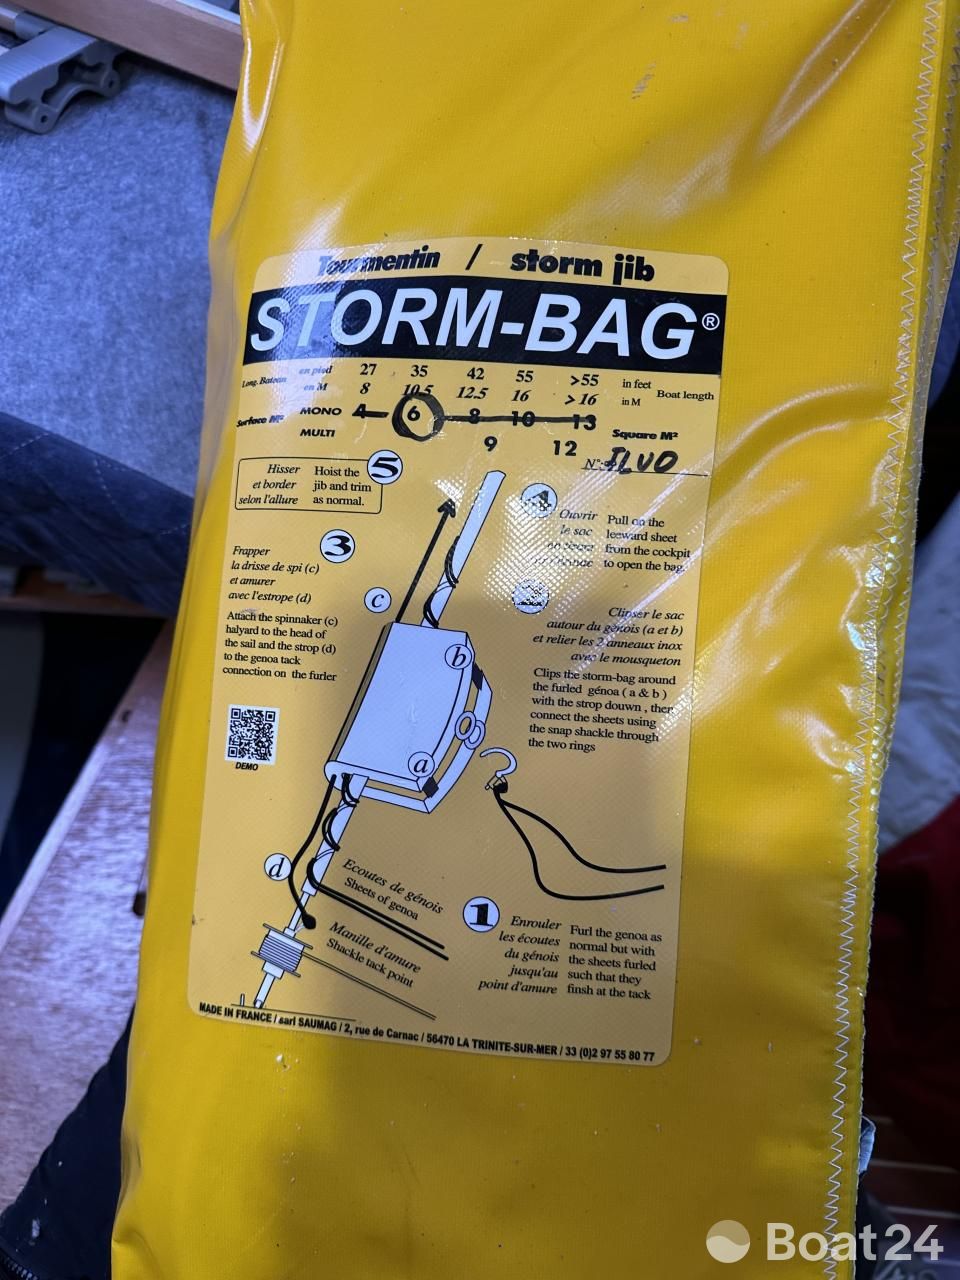 Tourmentin / storm jib
STORM-BAG®
Long. Bateau en pied 27 35 42 55 >55 in feet Boat length
en M 8 10.5 12.5 16 >16 in M
Surface M² MONO 4 6 8 10 13 Square M²
MULTI 9 12
N°:
5
Hisser
et border
selon l'allure
Hoist the
jib and trim
as normal.
4
Ouvrir
le sac
Pull on the
leeward sheet
from the cockpit
to open the bag.
3
Frapper
la drisse de spi (c)
et amurer
avec l'estrope (d)
Attach the spinnaker (c)
halyard to the head of
the sail and the strop (d)
to the genoa tack
connection on the furler
2
Clipser le sac
autour du génois (a et b)
et relier les 2 anneaux inox
avec le mousqueton
Clips the storm-bag around
the furled génoa ( a & b )
with the strop douwn , then
connect the sheets using
the snap shackle through
the two rings
c
b
a
d
DEMO
Ecoutes de génois
Sheets of genoa
Manille d'amure
Shackle tack point
1
Enrouler
les écoutes
du génois
jusqu'au
point d'amure
Furl the genoa as
normal but with
the sheets furled
such that they
finsh at the tack
MADE IN FRANCE / sarl SAUMAG / 2, rue de Carnac / 56470 LA TRINITE-SUR-MER / 33 (0)2 97 55 80 77
Boat24